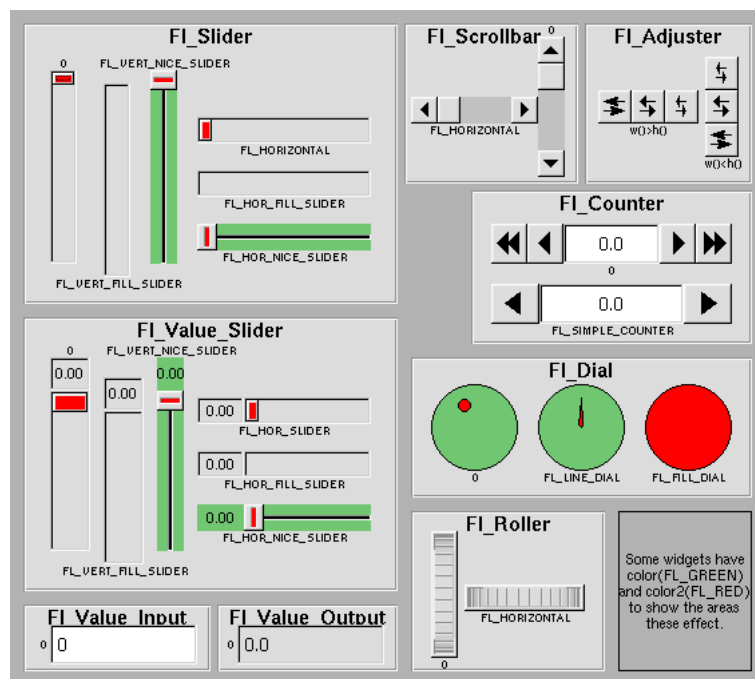 Fl_Slider
0
FL_VERT_NICE_SLIDER
FL_HORIZONTAL
FL_HOR_FILL_SLIDER
FL_HOR_NICE_SLIDER
FL_VERT_FILL_SLIDER
Fl_Scrollbar
0
FL_HORIZONTAL
Fl_Adjuster
w()>h()
w()<h()
Fl_Counter
0.0
0
0.0
FL_SIMPLE_COUNTER
Fl_Value_Slider
0
FL_VERT_NICE_SLIDER
0.00
0.00
0.00
0.00
FL_HOR_SLIDER
0.00
FL_HOR_FILL_SLIDER
0.00
FL_HOR_NICE_SLIDER
FL_VERT_FILL_SLIDER
Fl_Dial
0
FL_LINE_DIAL
FL_FILL_DIAL
Fl_Roller
FL_HORIZONTAL
0
Some widgets have
color(FL_GREEN)
and color2(FL_RED)
to show the areas
these effect.
Fl_Value_Input
0
0
Fl_Value_Output
0
0.0